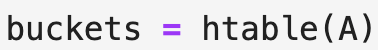 buckets = htable(A)